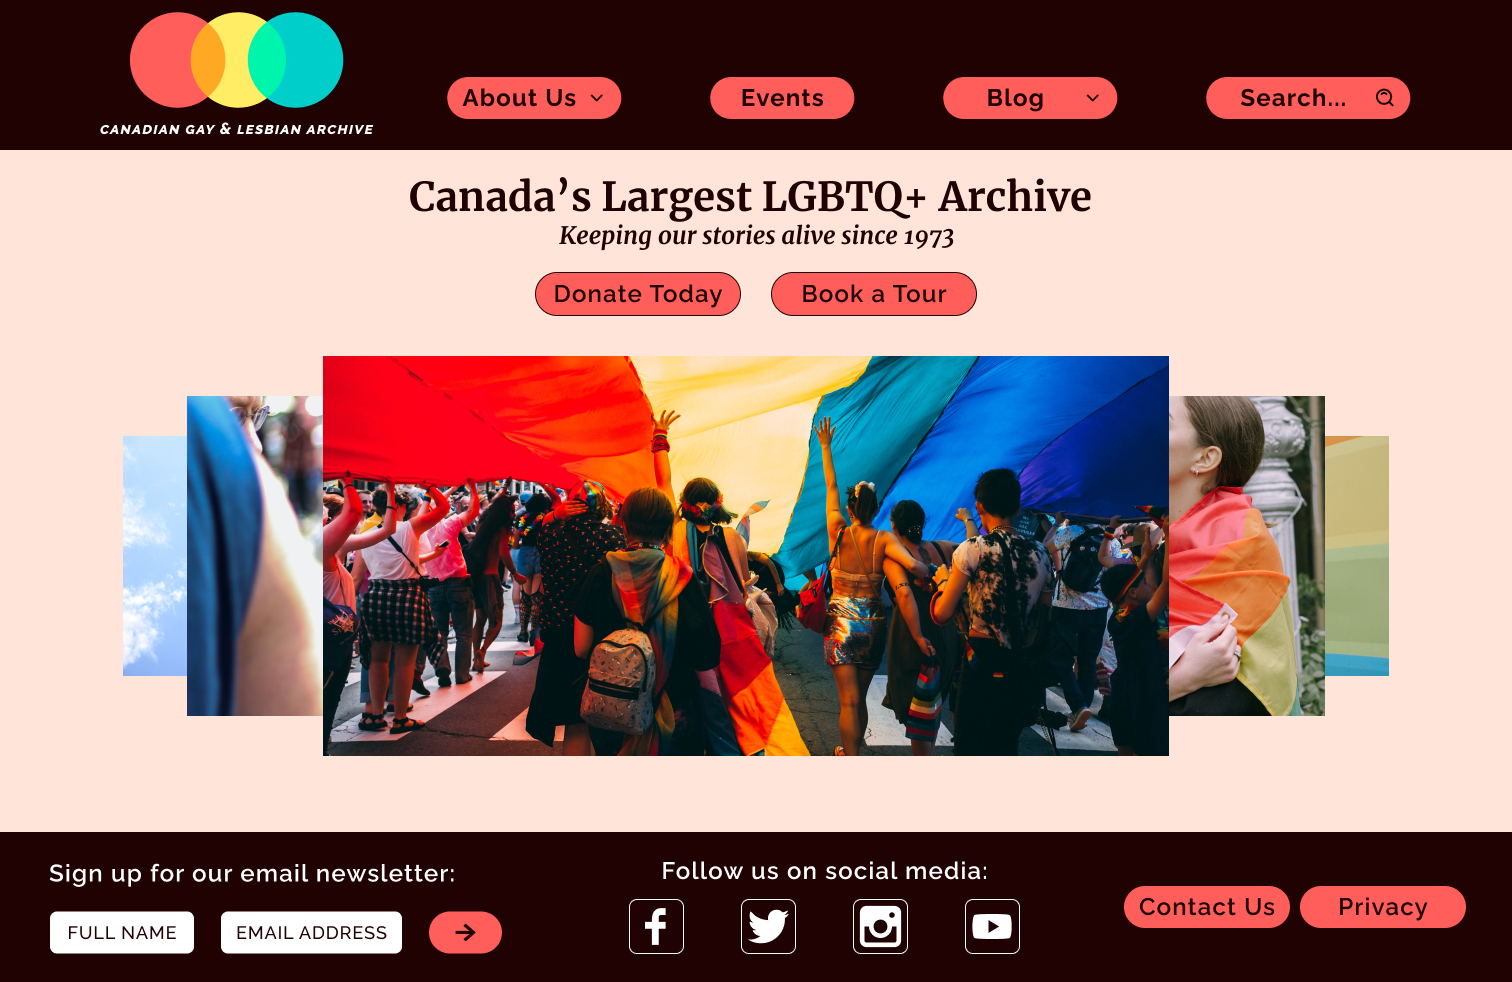 CANADIAN GAY & LESBIAN ARCHIVE
About Us
Events
Blog
Search...
Canada’s Largest LGBTQ+ Archive
Keeping our stories alive since 1973
Donate Today
Book a Tour
Sign up for our email newsletter:
FULL NAME
EMAIL ADDRESS
Follow us on social media:
Contact Us
Privacy